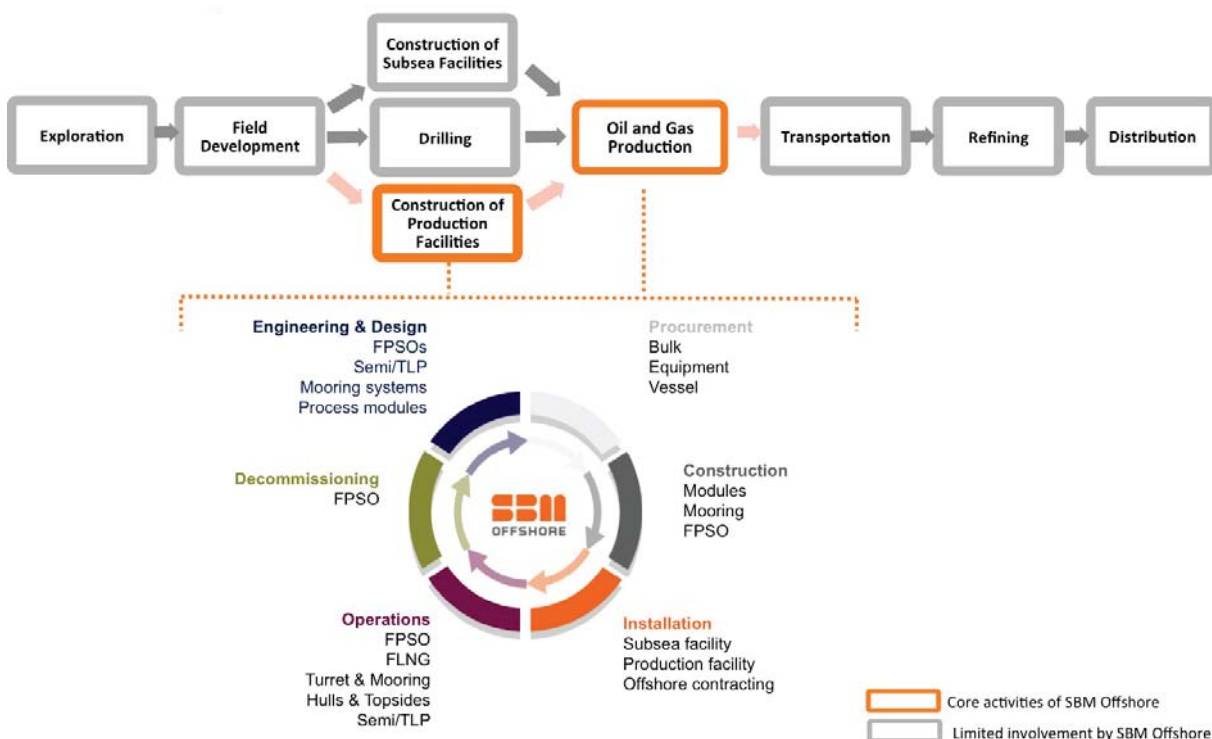 Construction of
Subsea Facilities
Exploration
Field
Development
Drilling
Oil and Gas
Production
Transportation
Refining
Distribution
Construction of
Production
Facilities
Engineering & Design
FPSOs
Semi/TLP
Mooring systems
Process modules
Procurement
Bulk
Equipment
Vessel
Decommissioning
FPSO
SBM
OFFSHORE
Construction
Modules
Mooring
FPSO
Operations
FPSO
FLNG
Turret & Mooring
Hulls & Topsides
Semi/TLP
Installation
Subsea facility
Production facility
Offshore contracting
Core activities of SBM Offshore
Limited involvement by SBM Offshore